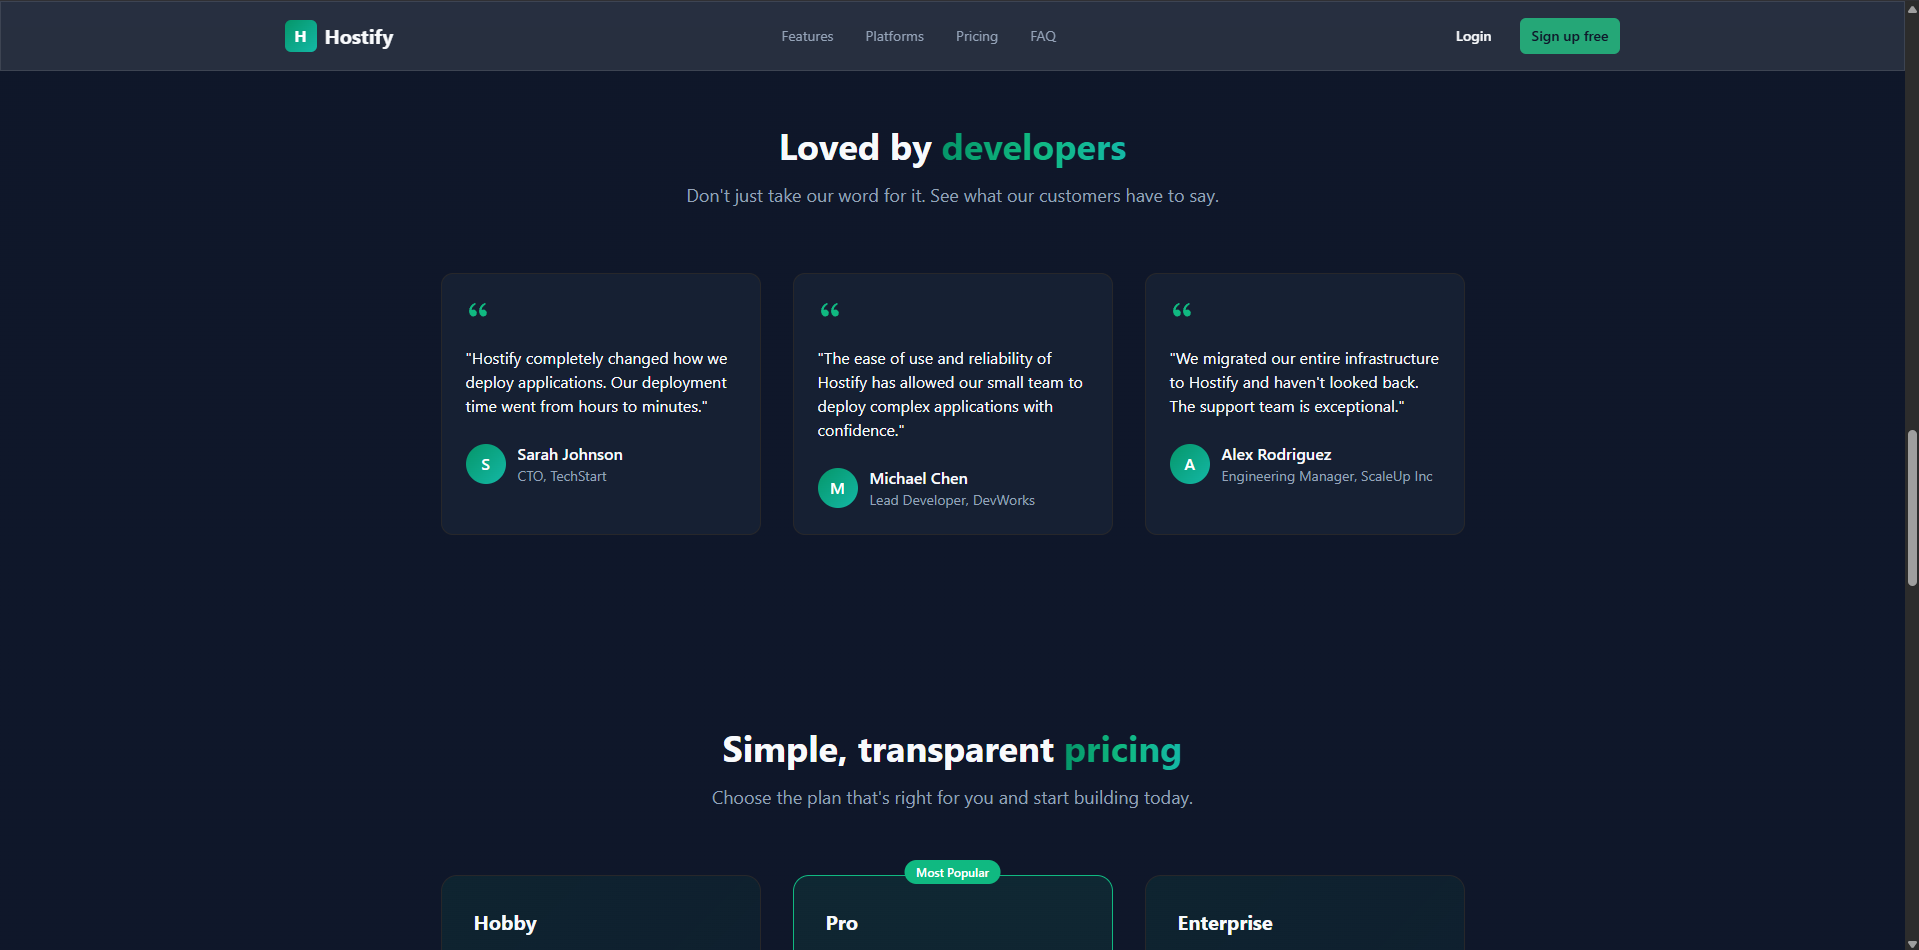 H Hostify
Features Platforms Pricing FAQ
Login Sign up free
Loved by developers
Don't just take our word for it. See what our customers have to say.
"Hostify completely changed how we
deploy applications. Our deployment
time went from hours to minutes."
S
Sarah Johnson
CTO, TechStart
"The ease of use and reliability of
Hostify has allowed our small team to
deploy complex applications with
confidence."
M
Michael Chen
Lead Developer, DevWorks
"We migrated our entire infrastructure
to Hostify and haven't looked back.
The support team is exceptional."
A
Alex Rodriguez
Engineering Manager, ScaleUp Inc
Simple, transparent pricing
Choose the plan that's right for you and start building today.
Hobby
Most Popular
Pro
Enterprise